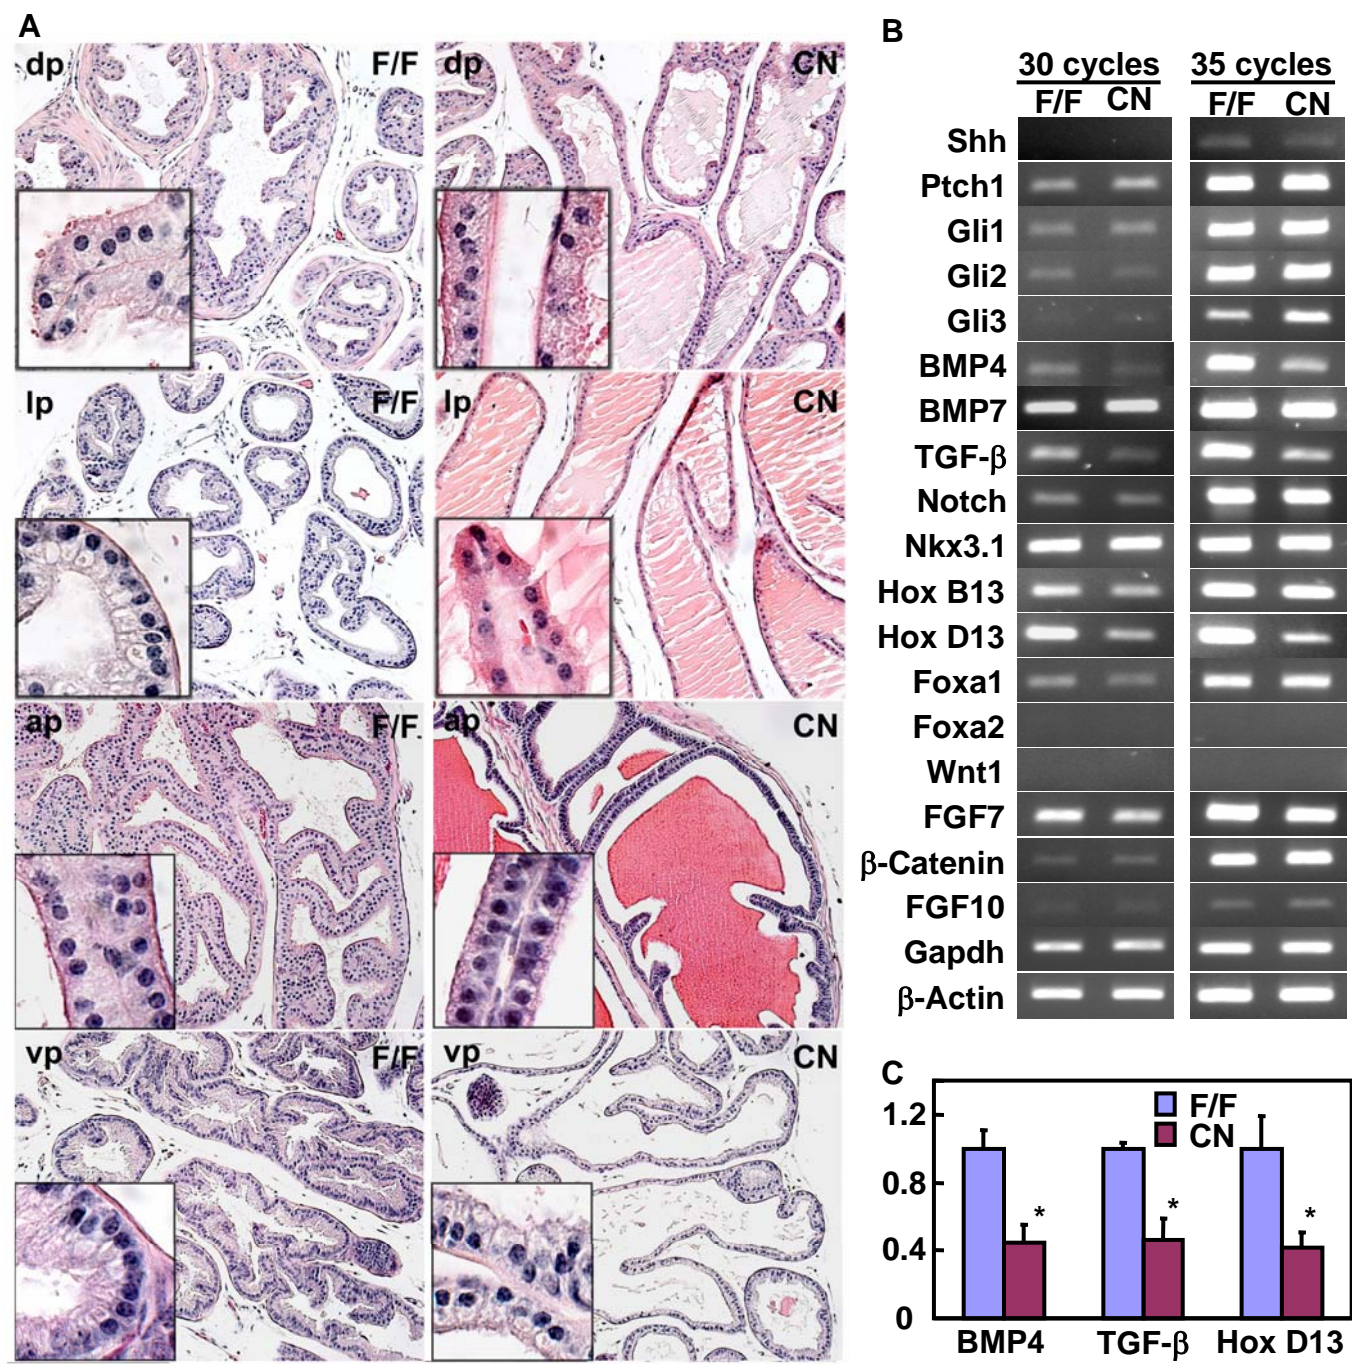 A
dp F/F dp CN
lp F/F lp CN
ap F/F ap CN
vp F/F vp CN
B
30 cycles 35 cycles
F/F CN F/F CN
Shh
Ptch1
Gli1
Gli2
Gli3
BMP4
BMP7
TGF-β
Notch
Nkx3.1
Hox B13
Hox D13
Foxa1
Foxa2
Wnt1
FGF7
β-Catenin
FGF10
Gapdh
β-Actin
C
F/F
CN
1.2
0.8
0.4
0
* * *
BMP4 TGF-β Hox D13